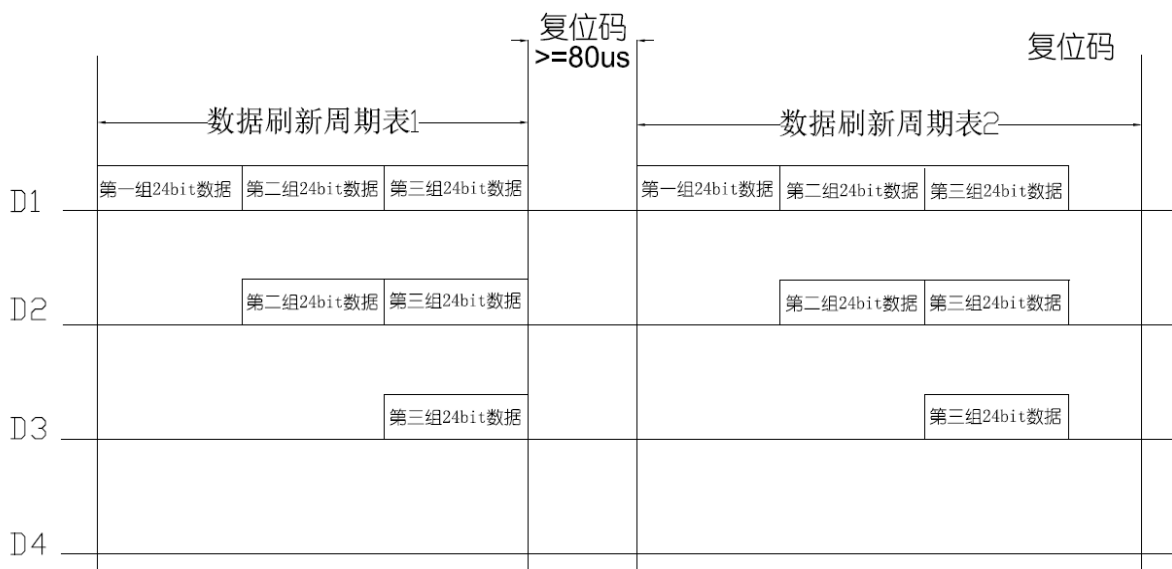 复位码
>=80us
复位码
数据刷新周期表1
数据刷新周期表2
D1
第一组24bit数据
第二组24bit数据
第三组24bit数据
第一组24bit数据
第二组24bit数据
第三组24bit数据
D2
第二组24bit数据
第三组24bit数据
第二组24bit数据
第三组24bit数据
D3
第三组24bit数据
第三组24bit数据
D4